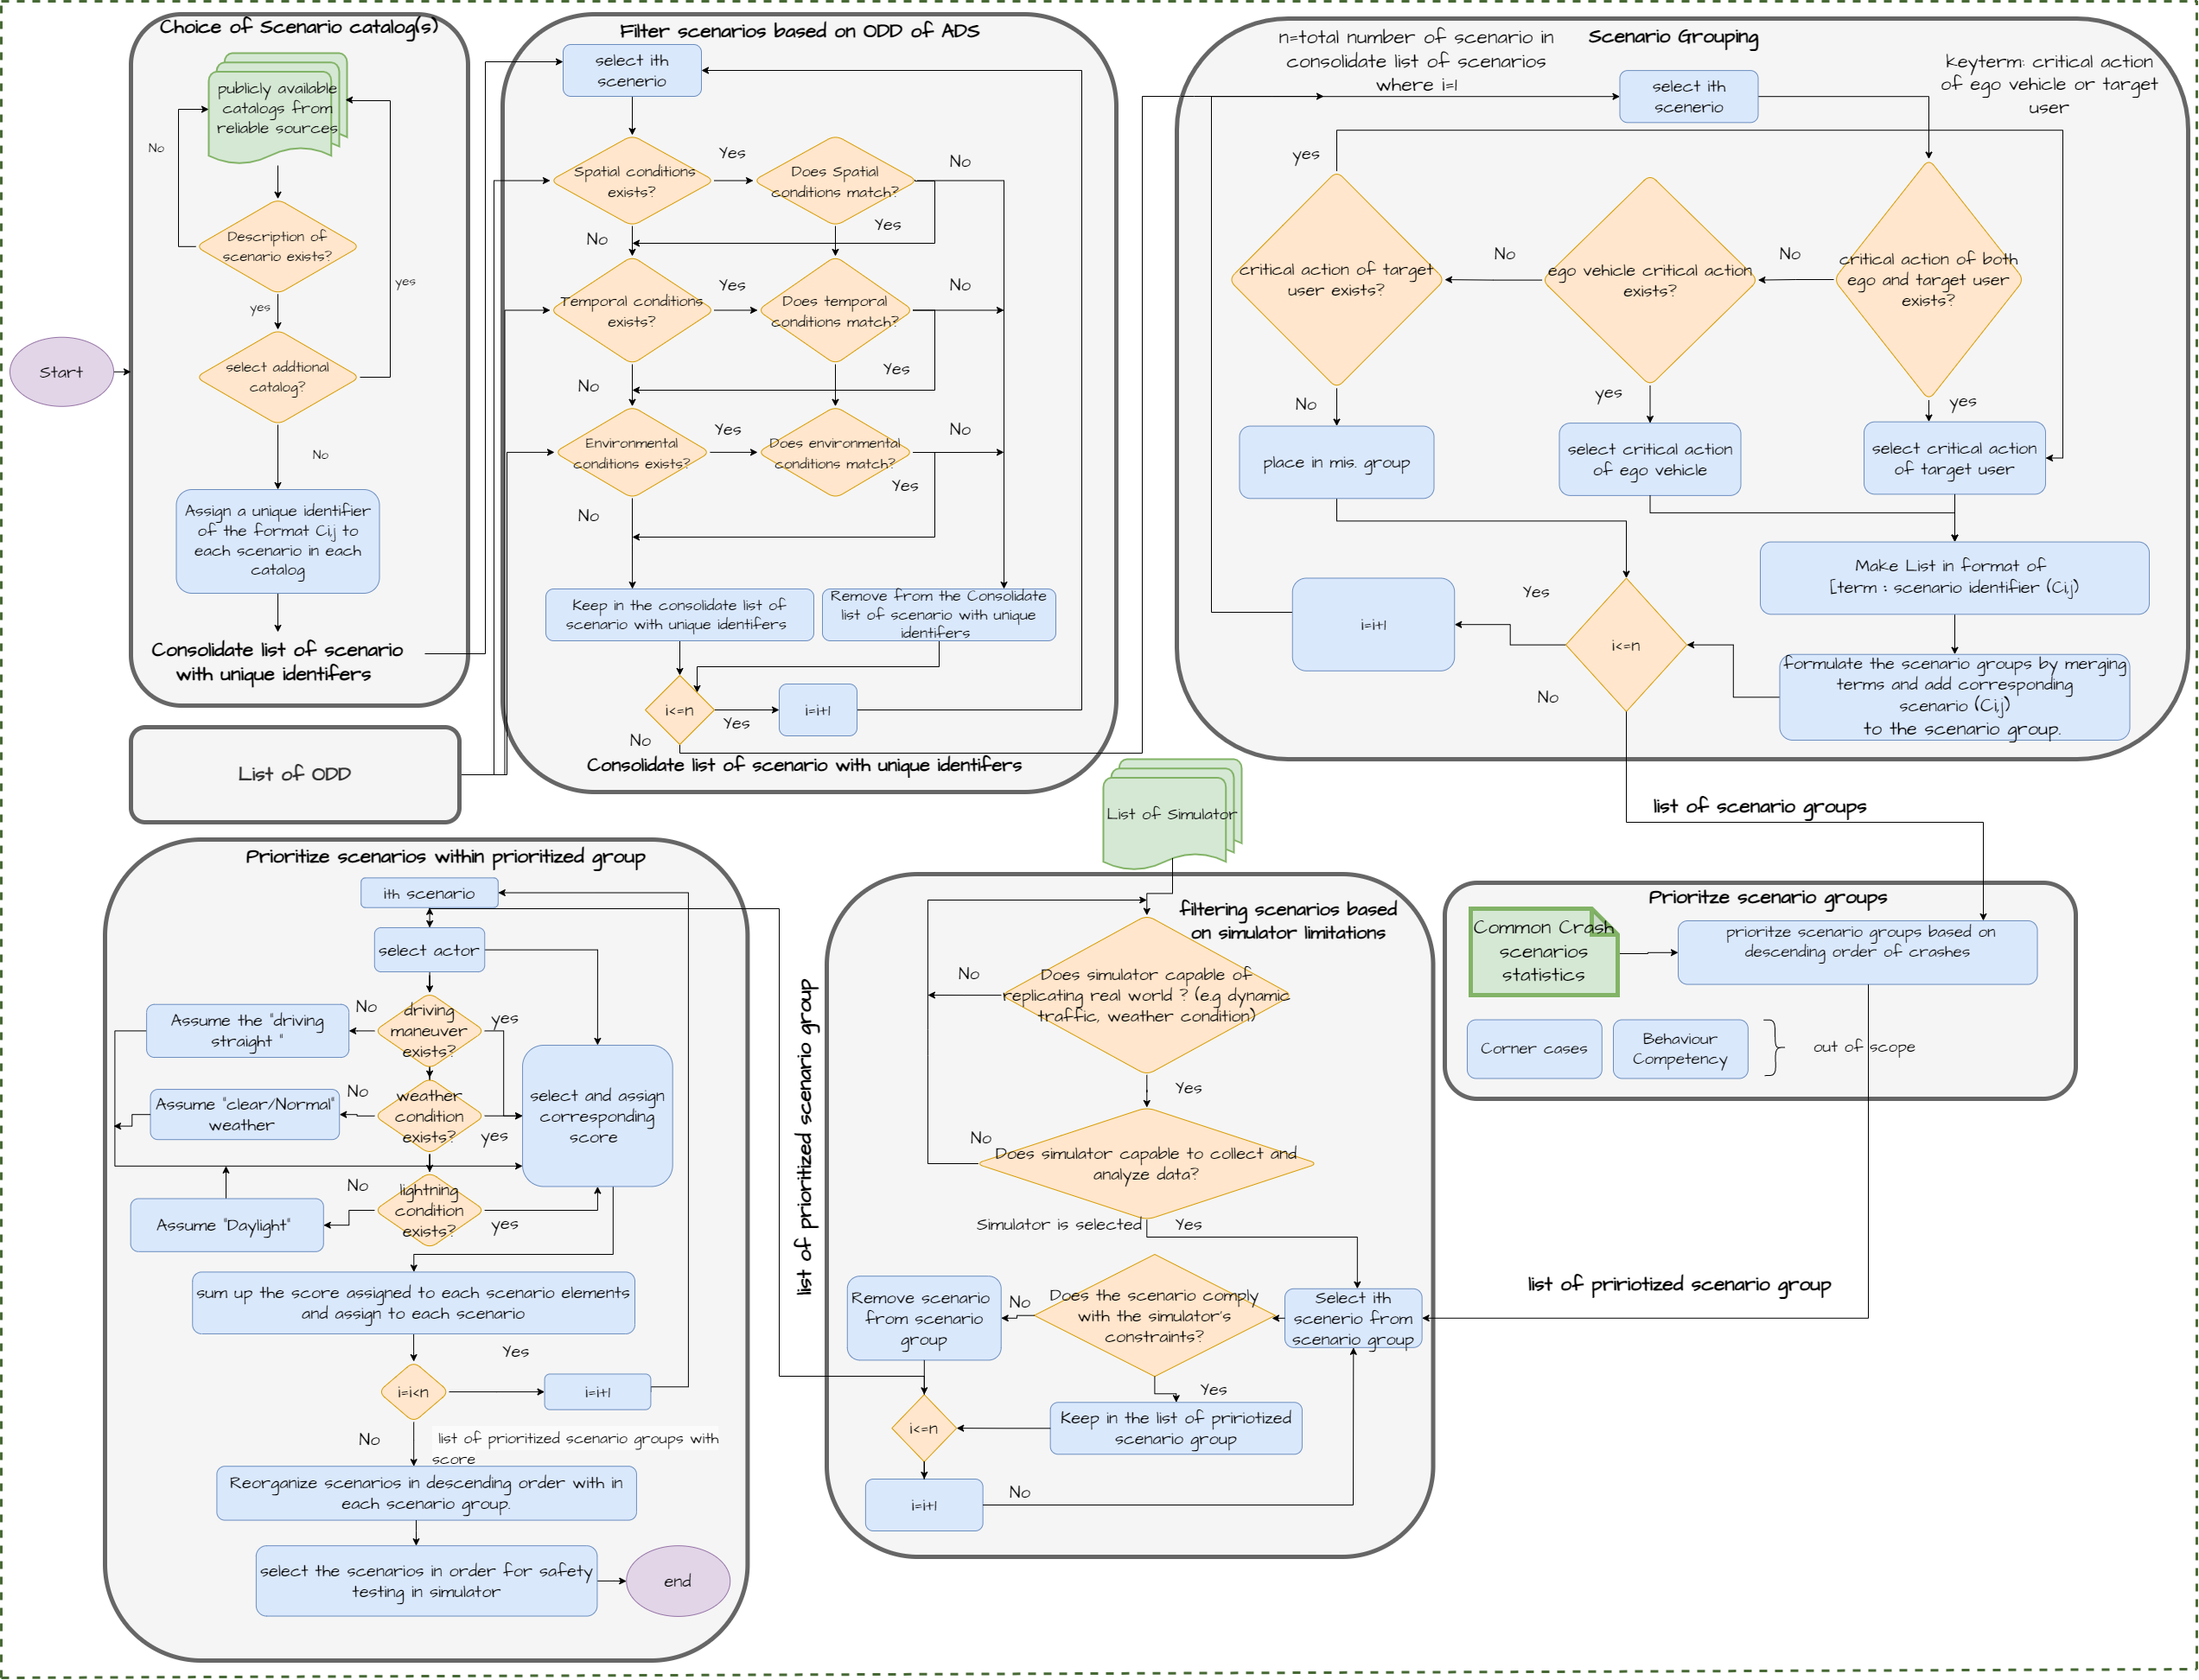 Choice of Scenario catalog(s)
publicly available
catalogs from
reliable sources
No
Description of
scenario exists?
yes
yes
select addtional
catalog?
No
Assign a unique identifier
of the format Ci,j to
each scenario in each
catalog
Consolidate list of scenario
with unique identifers
Start
List of ODD
Filter scenarios based on ODD of ADS
select ith
scenerio
Spatial conditions
exists?
Yes
Does Spatial
conditions match?
No
Yes
No
Temporal conditions
exists?
Yes
Does temporal
conditions match?
No
Yes
No
Environmental
conditions exists?
Yes
Does environmental
conditions match?
No
Yes
No
Keep in the consolidate list of
scenario with unique identifers
Remove from the Consolidate
list of scenario with unique
identifers
i<=n
Yes
i=i+1
No
Consolidate list of scenario with unique identifers
n=total number of scenario in
consolidate list of scenarios
where i=1
Scenario Grouping
select ith
scenerio
keyterm: critical action
of ego vehicle or target
user
yes
critical action of target
user exists?
No
ego vehicle critical action
exists?
No
critical action of both
ego and target user
exists?
No
yes
yes
place in mis. group
select critical action
of ego vehicle
select critical action
of target user
Make List in format of
[term : scenario identifier (Ci,j)
i=i+1
Yes
i<=n
No
formulate the scenario groups by merging
terms and add corresponding
scenario (Ci,j)
to the scenario group.
list of scenario groups
List of Simulator
Prioritze scenario groups
Common Crash
scenarios
statistics
prioritize scenario groups based on
descending order of crashes
Corner cases
Behaviour
Competency
out of scope
list of pririotized scenario group
filtering scenarios based
on simulator limitations
Does simulator capable of
replicating real world ? (e.g dynamic
traffic, weather condition)
No
Yes
No
Does simulator capable to collect and
analyze data?
Simulator is selected
Yes
Remove scenario
from scenario
group
No
Does the scenario comply
with the simulator's
constraints?
Select ith
scenerio from
scenario group
Yes
Keep in the list of pririotized
scenario group
i<=n
i=i+1
No
list of prioritized scenario group
Prioritize scenarios within prioritized group
ith scenario
select actor
driving
maneuver
exists?
No
yes
Assume the "driving
straight "
weather
condition
exists?
No
yes
Assume "clear/Normal"
weather
select and assign
corresponding
score
lightning
condition
exists?
No
yes
Assume "Daylight"
sum up the score assigned to each scenario elements
and assign to each scenario
Yes
i=i<n
i=i+1
No
list of prioritized scenario groups with
score
Reorganize scenarios in descending order with in
each scenario group.
select the scenarios in order for safety
testing in simulator
end